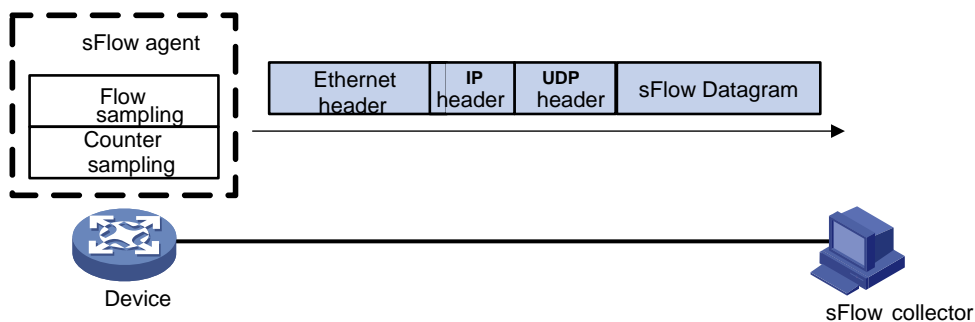 sFlow agent
Flow
sampling
Counter
sampling
Ethernet
header
IP
header
UDP
header
sFlow Datagram
Device
sFlow collector